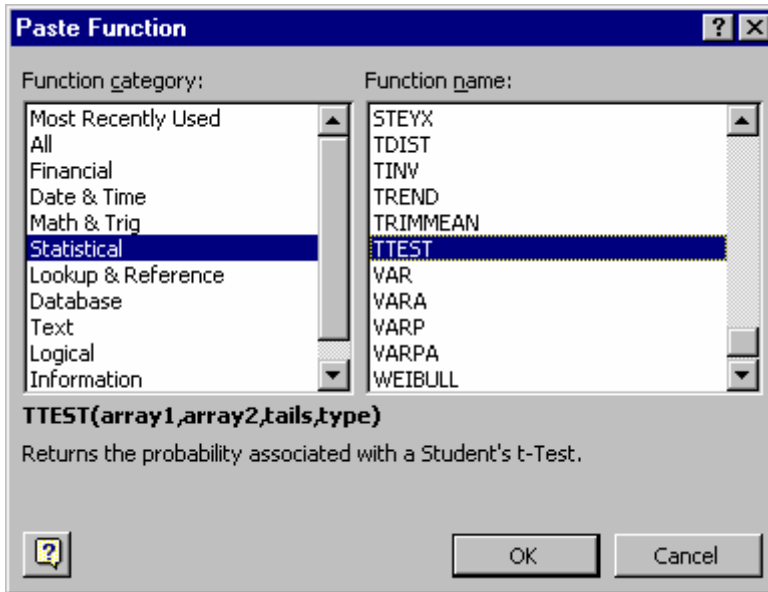 Paste Function
Function category:
Most Recently Used
All
Financial
Date & Time
Math & Trig
Statistical
Lookup & Reference
Database
Text
Logical
Information
Function name:
STEYX
TDIST
TINV
TREND
TRIMMEAN
TTEST
VAR
VARA
VARP
VARPA
WEIBULL
TTEST(array1,array2,tails,type)
Returns the probability associated with a Student's t-Test.
OK
Cancel